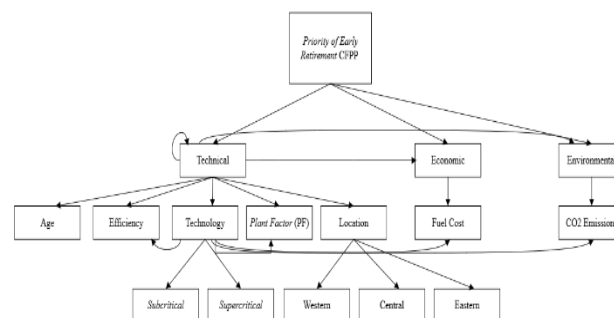 Priority of Early
Retirement CFPP
Technical
Economic
Environmental
Age
Efficiency
Technology
Plant Factor (PF)
Location
Fuel Cost
CO2 Emission
Subcritical
Supercritical
Western
Central
Eastern